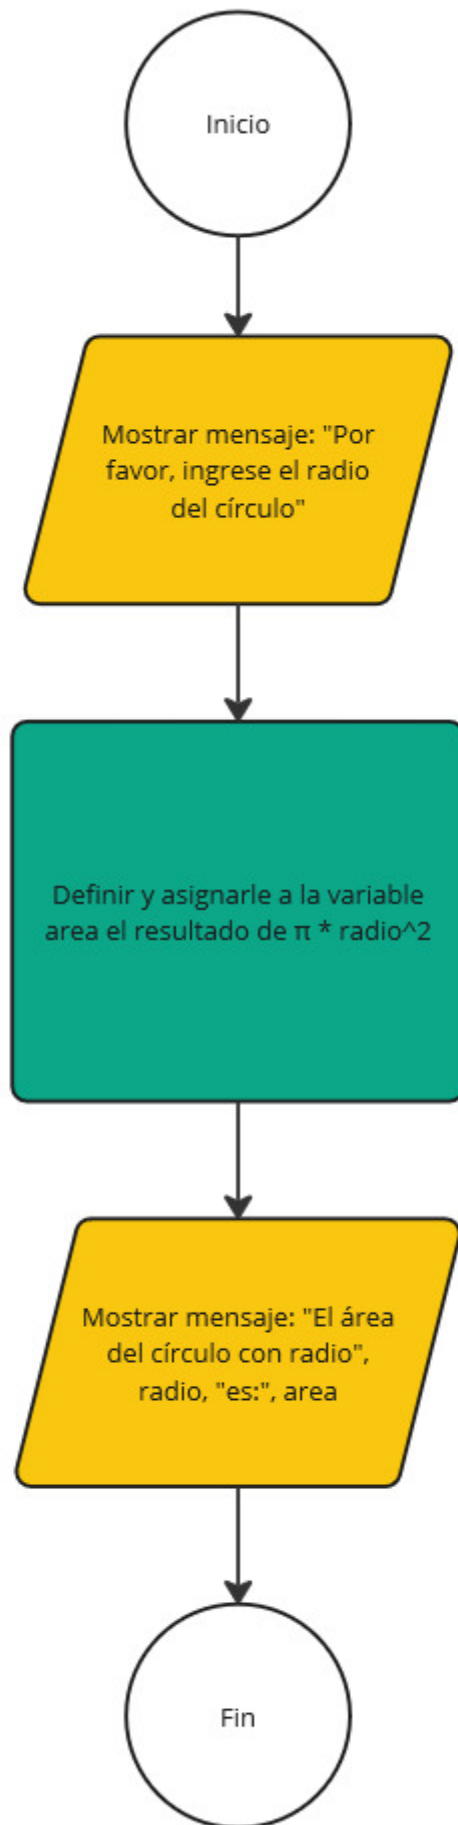 Inicio
Mostrar mensaje: "Por
favor, ingrese el radio
del círculo"
Definir y asignarle a la variable
area el resultado de π * radio^2
Mostrar mensaje: "El área
del círculo con radio",
radio, "es:", area
Fin